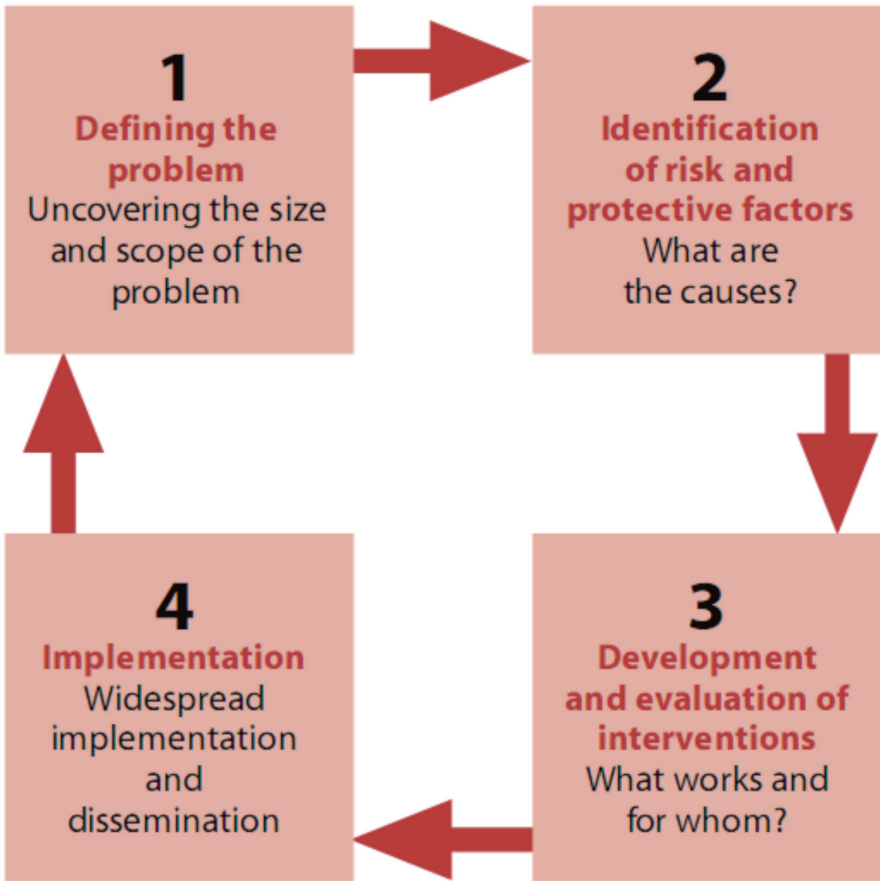 1
Defining the
problem
Uncovering the size
and scope of the
problem
2
Identification
of risk and
protective factors
What are
the causes?
3
Development
and evaluation of
interventions
What works and
for whom?
4
Implementation
Widespread
implementation
and
dissemination